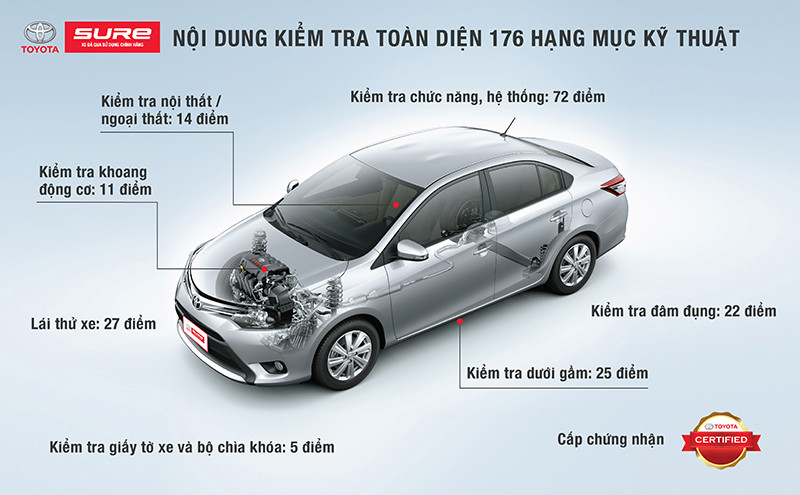 TOYOTA
SURE
XE ĐÃ QUA SỬ DỤNG CHÍNH HÃNG
NỘI DUNG KIỂM TRA TOÀN DIỆN 176 HẠNG MỤC KỸ THUẬT
Kiểm tra nội thất /
ngoại thất: 14 điểm
Kiểm tra chức năng, hệ thống: 72 điểm
Kiểm tra khoang
động cơ: 11 điểm
Lái thử xe: 27 điểm
Kiểm tra đâm đụng: 22 điểm
SURE
Kiểm tra dưới gầm: 25 điểm
Kiểm tra giấy tờ xe và bộ chìa khóa: 5 điểm
Cấp chứng nhận
TOYOTA
CERTIFIED